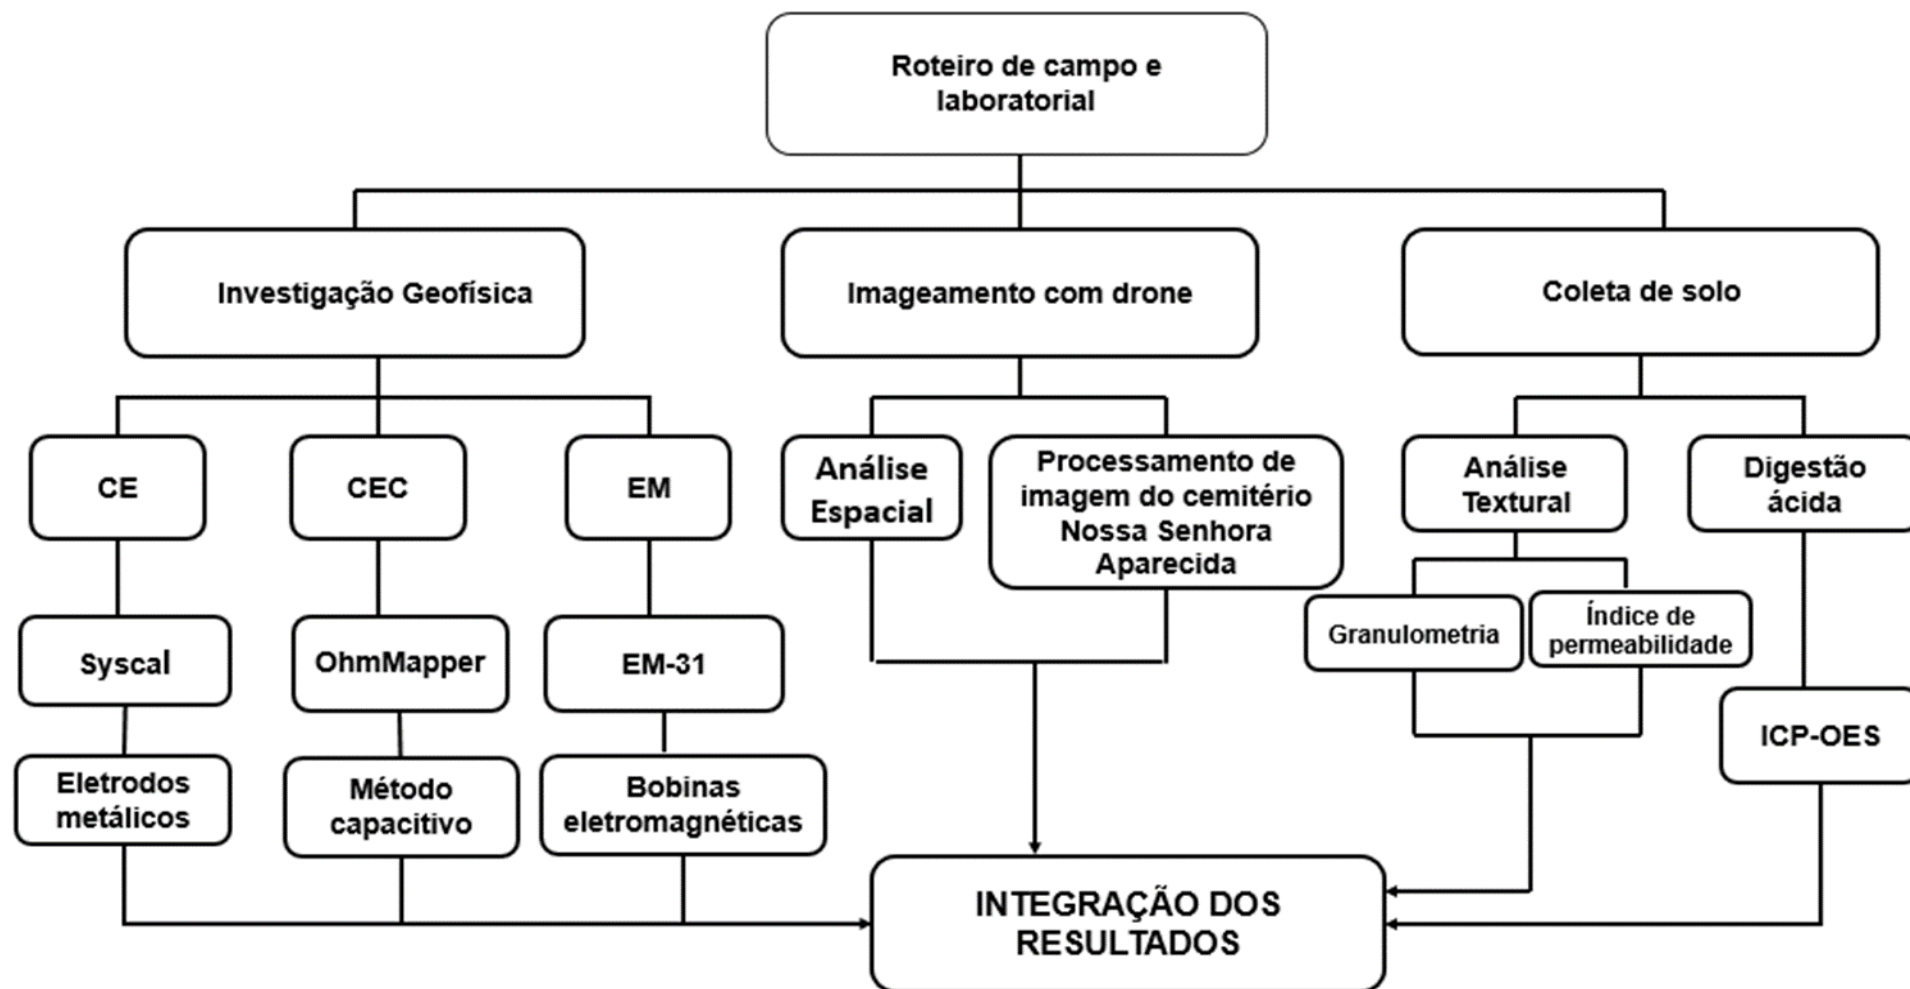 Roteiro de campo e
laboratorial
Investigação Geofísica
Imageamento com drone
Coleta de solo
CE
CEC
EM
Análise
Espacial
Processamento de
imagem do cemitério
Nossa Senhora
Aparecida
Análise
Textural
Digestão
ácida
Syscal
OhmMapper
EM-31
Granulometria
Índice de
permeabilidade
ICP-OES
Eletrodos
metálicos
Método
capacitivo
Bobinas
eletromagnéticas
INTEGRAÇÃO DOS
RESULTADOS